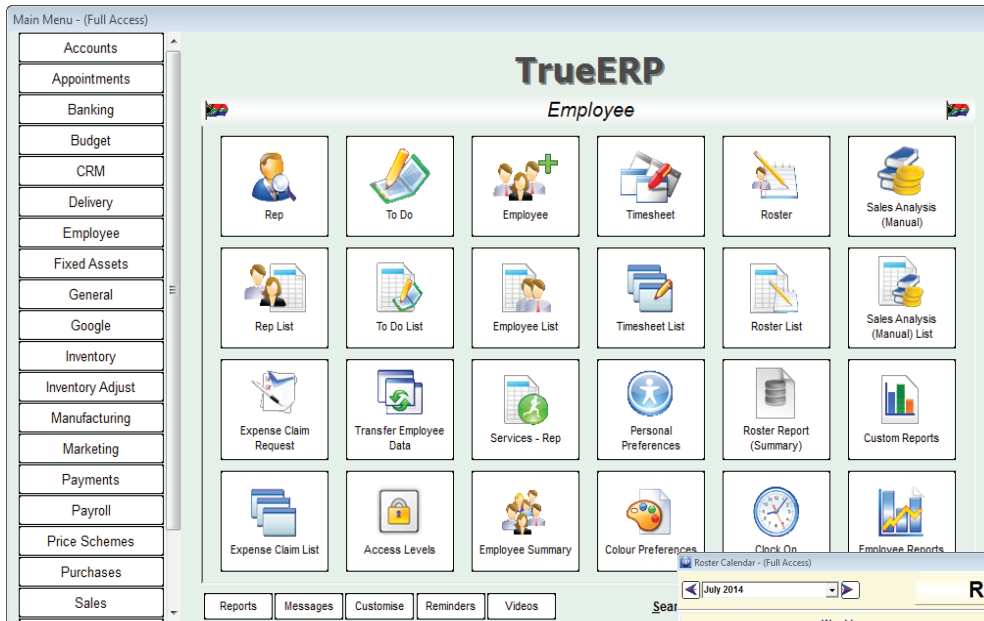 Main Menu - (Full Access)
Accounts
Appointments
Banking
Budget
CRM
Delivery
Employee
Fixed Assets
General
Google
Inventory
Inventory Adjust
Manufacturing
Marketing
Payments
Payroll
Price Schemes
Purchases
Sales
TrueERP
Employee
Rep
To Do
Employee
Timesheet
Roster
Sales Analysis
(Manual)
Rep List
To Do List
Employee List
Timesheet List
Roster List
Sales Analysis
(Manual) List
Expense Claim
Request
Transfer Employee
Data
Services - Rep
Personal
Preferences
Roster Report
(Summary)
Custom Reports
Expense Claim List
Access Levels
Employee Summary
Colour Preferences
Clock On
Employee Reports
Reports
Messages
Customise
Reminders
Videos
Sear
Roster Calendar - (Full Access)
July 2014
R